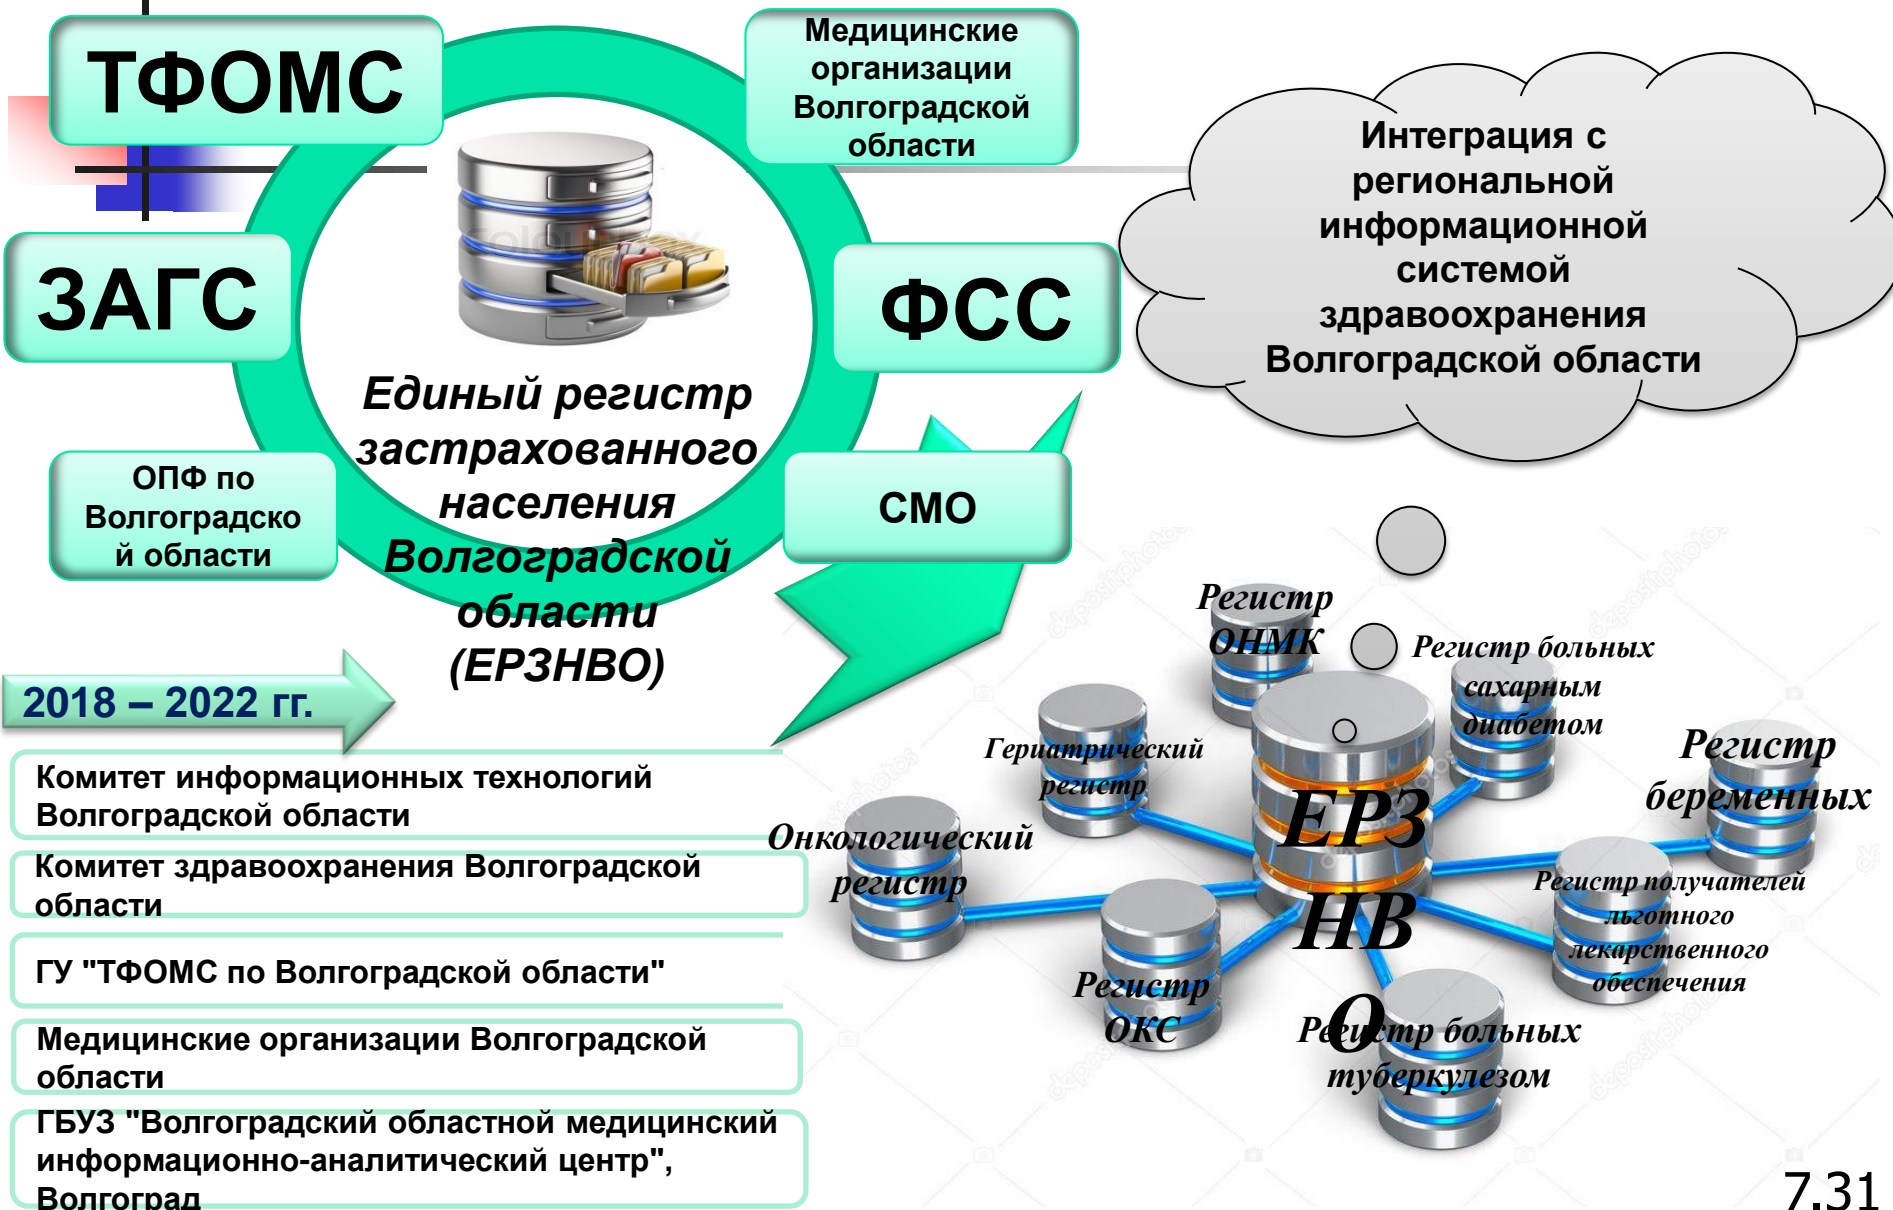 ТФОМС
Медицинские
организации
Волгоградской
области
ЗАГС
ФСС
Единый регистр
застрахованного
населения
Волгоградской
области
(ЕРЗНВО)
ОПФ по
Волгоградско
й области
СМО
Интеграция с
региональной
информационной
системой
здравоохранения
Волгоградской области
2018 – 2022 гг.
Комитет информационных технологий
Волгоградской области
Комитет здравоохранения Волгоградской
области
ГУ "ТФОМС по Волгоградской области"
Медицинские организации Волгоградской
области
ГБУЗ "Волгоградский областной медицинский
информационно-аналитический центр",
Волгоград
Регистр
ОНМК
Регистр больных
сахарным
диабетом
Гериатрический
регистр
Регистр
беременных
Онкологический
регистр
ЕРЗ
НВ
О
Регистр получателей
льготного
лекарственного
обеспечения
Регистр
ОКС
Регистр больных
туберкулезом
depositphotos
7.31